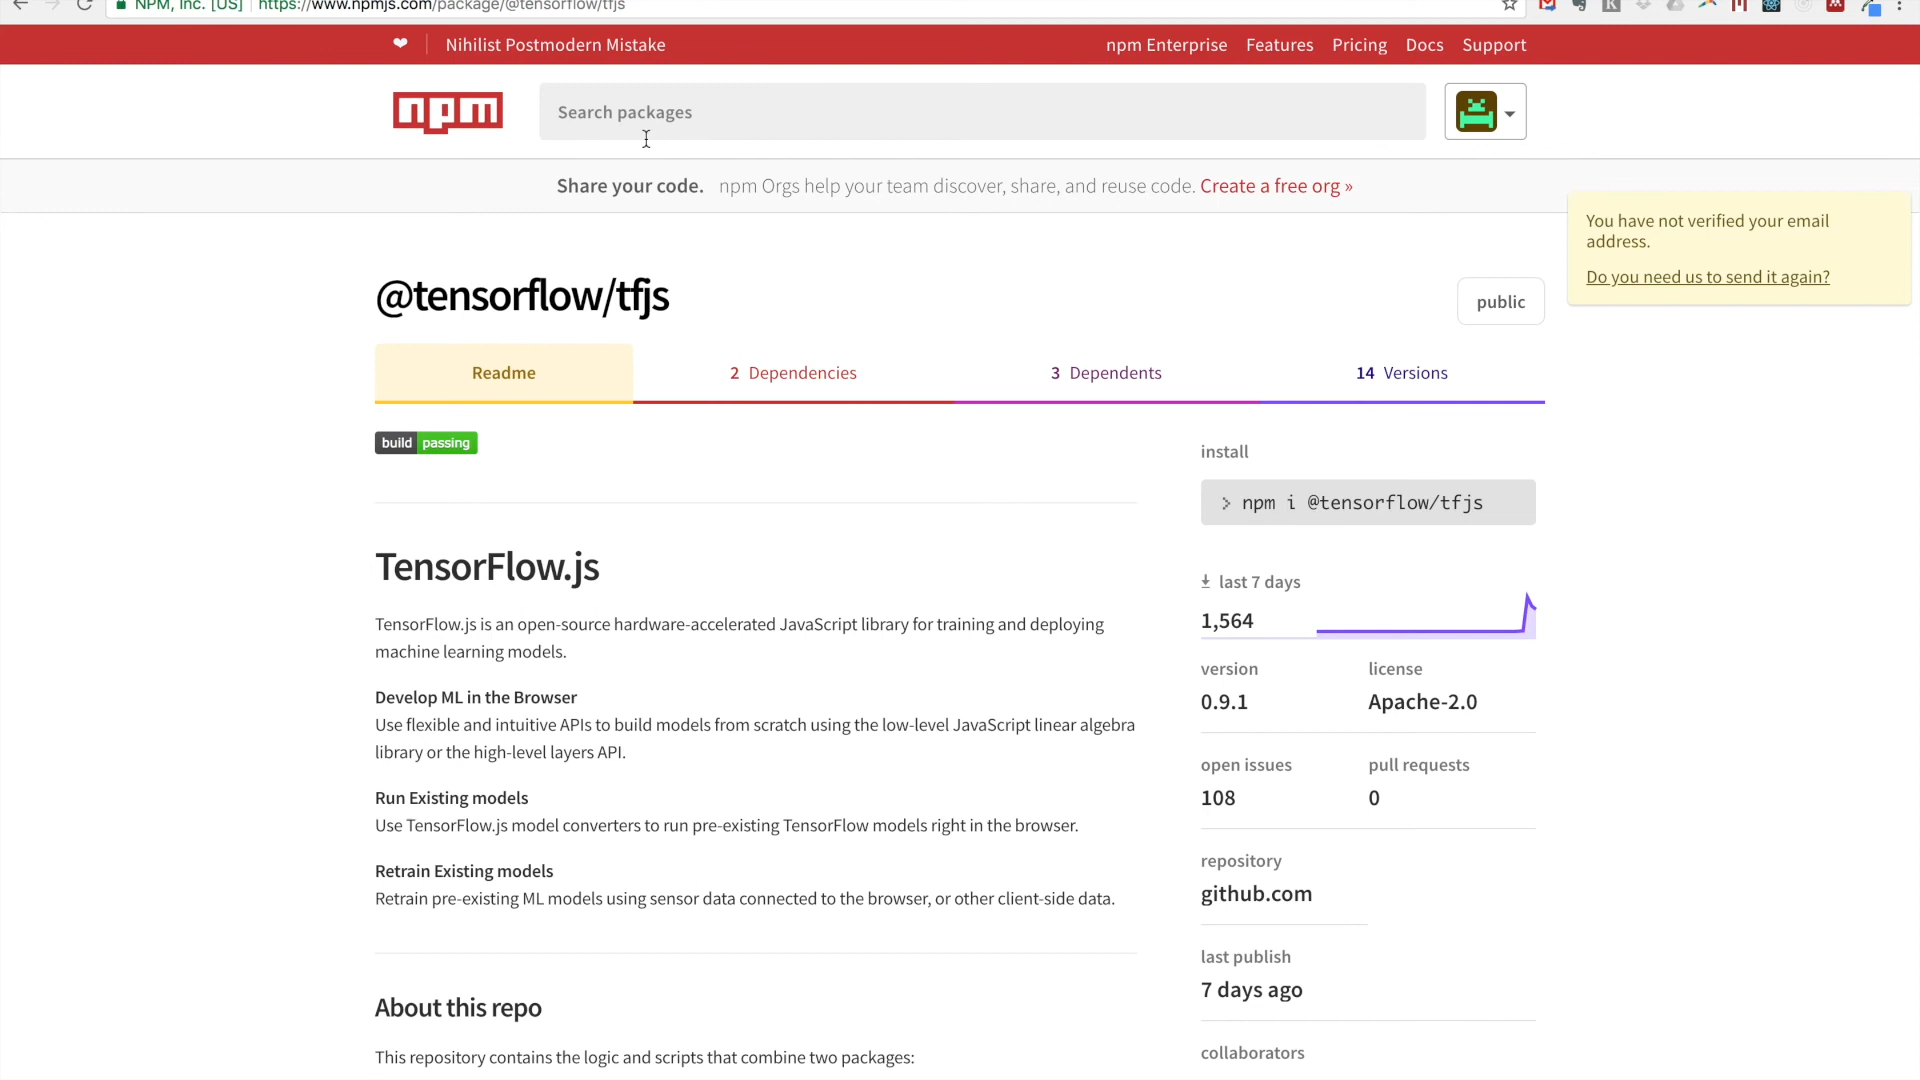 NPM, Inc. [US] https://www.npmjs.com/package/@tensorflow/tfjs
❤ Nihilist Postmodern Mistake npm Enterprise Features Pricing Docs Support
npm Search packages
Share your code. npm Orgs help your team discover, share, and reuse code. Create a free org »
You have not verified your email
address.
Do you need us to send it again?
@tensorflow/tfjs
public
Readme 2 Dependencies 3 Dependents 14 Versions
build passing
install
> npm i @tensorflow/tfjs
TensorFlow.js
last 7 days
1,564
TensorFlow.js is an open-source hardware-accelerated JavaScript library for training and deploying
machine learning models.
version license
0.9.1 Apache-2.0
Develop ML in the Browser
Use flexible and intuitive APIs to build models from scratch using the low-level JavaScript linear algebra
library or the high-level layers API.
open issues pull requests
108 0
Run Existing models
Use TensorFlow.js model converters to run pre-existing TensorFlow models right in the browser.
repository
github.com
Retrain Existing models
Retrain pre-existing ML models using sensor data connected to the browser, or other client-side data.
last publish
7 days ago
About this repo
This repository contains the logic and scripts that combine two packages:
collaborators